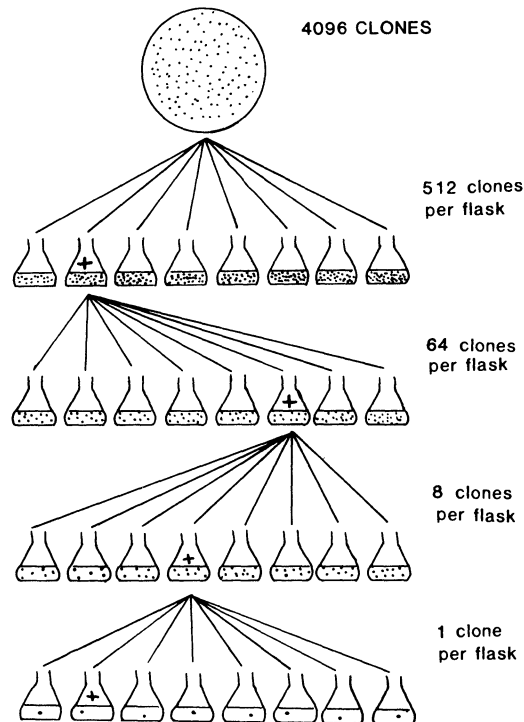 4096 CLONES
512 clones
per flask
+
64 clones
per flask
+
8 clones
per flask
+
1 clone
per flask
+